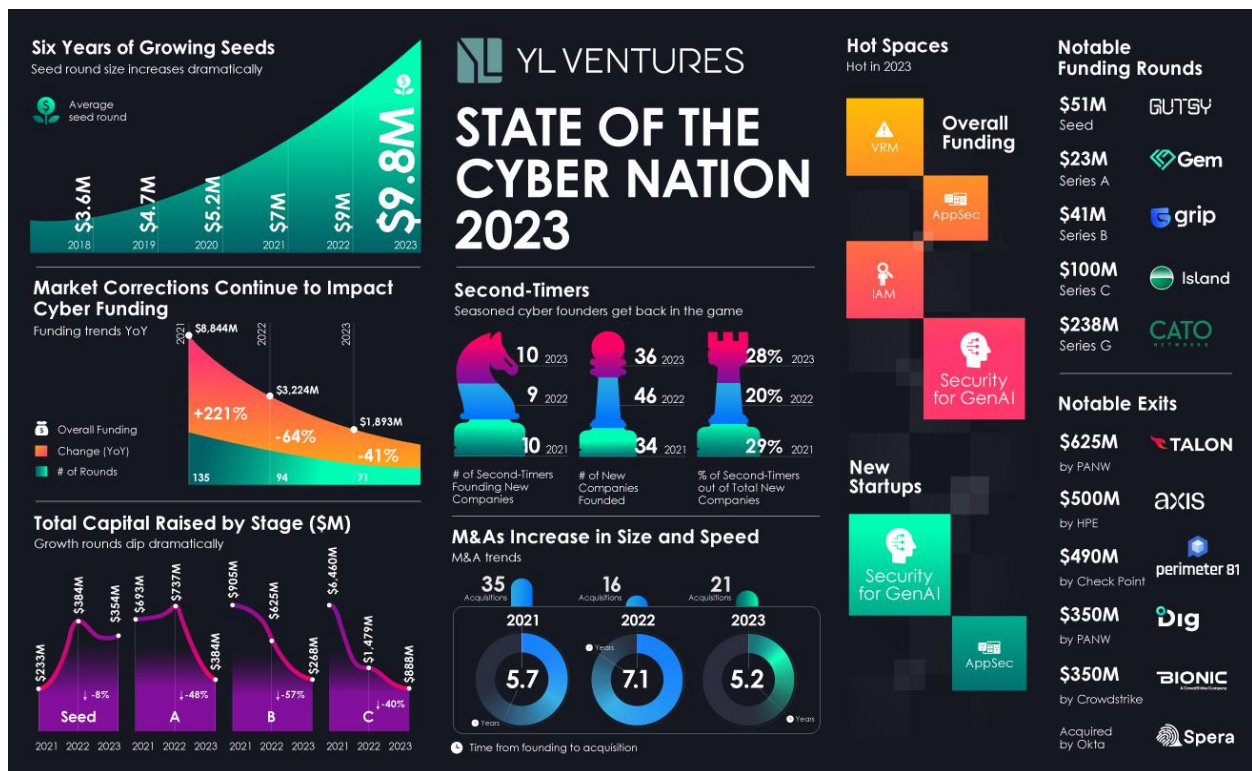 Six Years of Growing Seeds
Seed round size increases dramatically
Average
seed round
$3.6M
$4.7M
$5.2M
$7M
$9M
$9.8M
2018
2019
2020
2021
2022
2023
Market Corrections Continue to Impact
Cyber Funding
Funding trends YoY
2021
$8,844M
2022
2023
$3,224M
$1,893M
+221%
-64%
-41%
Overall Funding
Change (YoY)
# of Rounds
135
94
71
Total Capital Raised by Stage ($M)
Growth rounds dip dramatically
$233M
$384M
$354M
$693M
$737M
$384M
$905M
$625M
$268M
$6,460M
$1,479M
$888M
↓ -8%
↓-48%
↓-57%
↓-40%
Seed
A
B
C
2021 2022 2023 2021 2022 2023 2021 2022 2023 2021 2022 2023
YL VENTURES
STATE OF THE
CYBER NATION
2023
Second-Timers
Seasoned cyber founders get back in the game
10 2023
9 2022
10 2021
# of Second-Timers
Founding New
Companies
36 2023
46 2022
34 2021
# of New
Companies
Founded
28% 2023
20% 2022
29% 2021
% of Second-Timers
out of Total New
Companies
M&As Increase in Size and Speed
M&A trends
35
Acquisitions
16
Acquisitions
21
Acquisitions
2021
2022
2023
5.7
Years
7.1
Years
5.2
Years
Time from founding to acquisition
Hot Spaces
Hot in 2023
VRM
Overall
Funding
AppSec
IAM
Security
for GenAI
New
Startups
Security
for GenAI
AppSec
Notable
Funding Rounds
$51M
Seed
GUTSY
$23M
Series A
Gem
$41M
Series B
grip
$100M
Series C
Island
$238M
Series G
CATO
NETWORKS
Notable Exits
$625M
by PANW
TALON
$500M
by HPE
axis
$490M
by Check Point
perimeter 81
$350M
by PANW
Dig
$350M
by Crowdstrike
BIONIC
A CrowdStrike Company
Acquired
by Okta
Spera